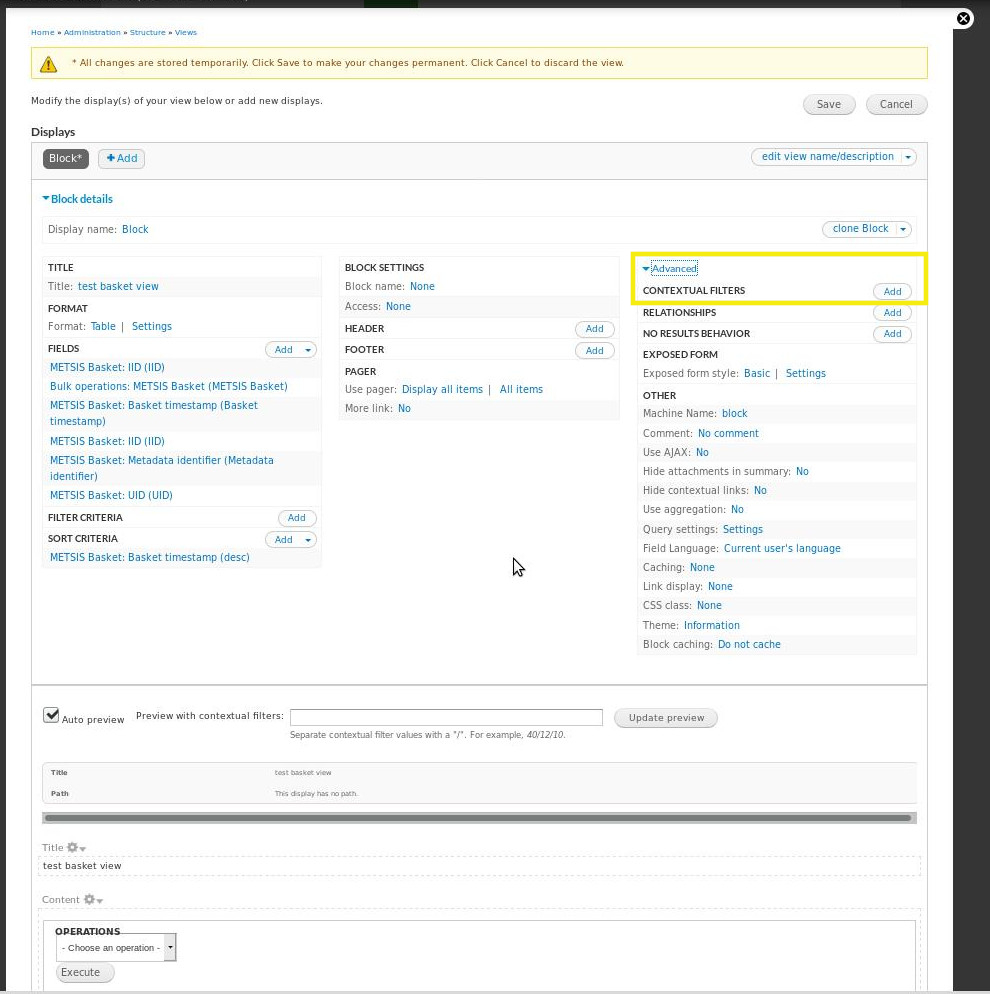 Home » Administration » Structure » Views
* All changes are stored temporarily. Click Save to make your changes permanent. Click Cancel to discard the view.
Modify the display(s) of your view below or add new displays.
Save Cancel
Displays
Block* Add
edit view name/description
Block details
Display name: Block
clone Block
TITLE
Title: test basket view
FORMAT
Format: Table | Settings
FIELDS
Add
METSIS Basket: IID (IID)
Bulk operations: METSIS Basket (METSIS Basket)
METSIS Basket: Basket timestamp (Basket
timestamp)
METSIS Basket: IID (IID)
METSIS Basket: Metadata identifier (Metadata
identifier)
METSIS Basket: UID (UID)
FILTER CRITERIA
Add
SORT CRITERIA
Add
METSIS Basket: Basket timestamp (desc)
BLOCK SETTINGS
Block name: None
Access: None
HEADER
Add
FOOTER
Add
PAGER
Use pager: Display all items | All items
More link: No
Advanced
CONTEXTUAL FILTERS
Add
RELATIONSHIPS
Add
NO RESULTS BEHAVIOR
Add
EXPOSED FORM
Exposed form style: Basic | Settings
OTHER
Machine Name: block
Comment: No comment
Use AJAX: No
Hide attachments in summary: No
Hide contextual links: No
Use aggregation: No
Query settings: Settings
Field Language: Current user's language
Caching: None
Link display: None
CSS class: None
Theme: Information
Block caching: Do not cache
Auto preview
Preview with contextual filters:
Update preview
Separate contextual filter values with a "/". For example, 40/12/10.
Title test basket view
Path This display has no path.
Title
test basket view
Content
OPERATIONS
- Choose an operation -
Execute